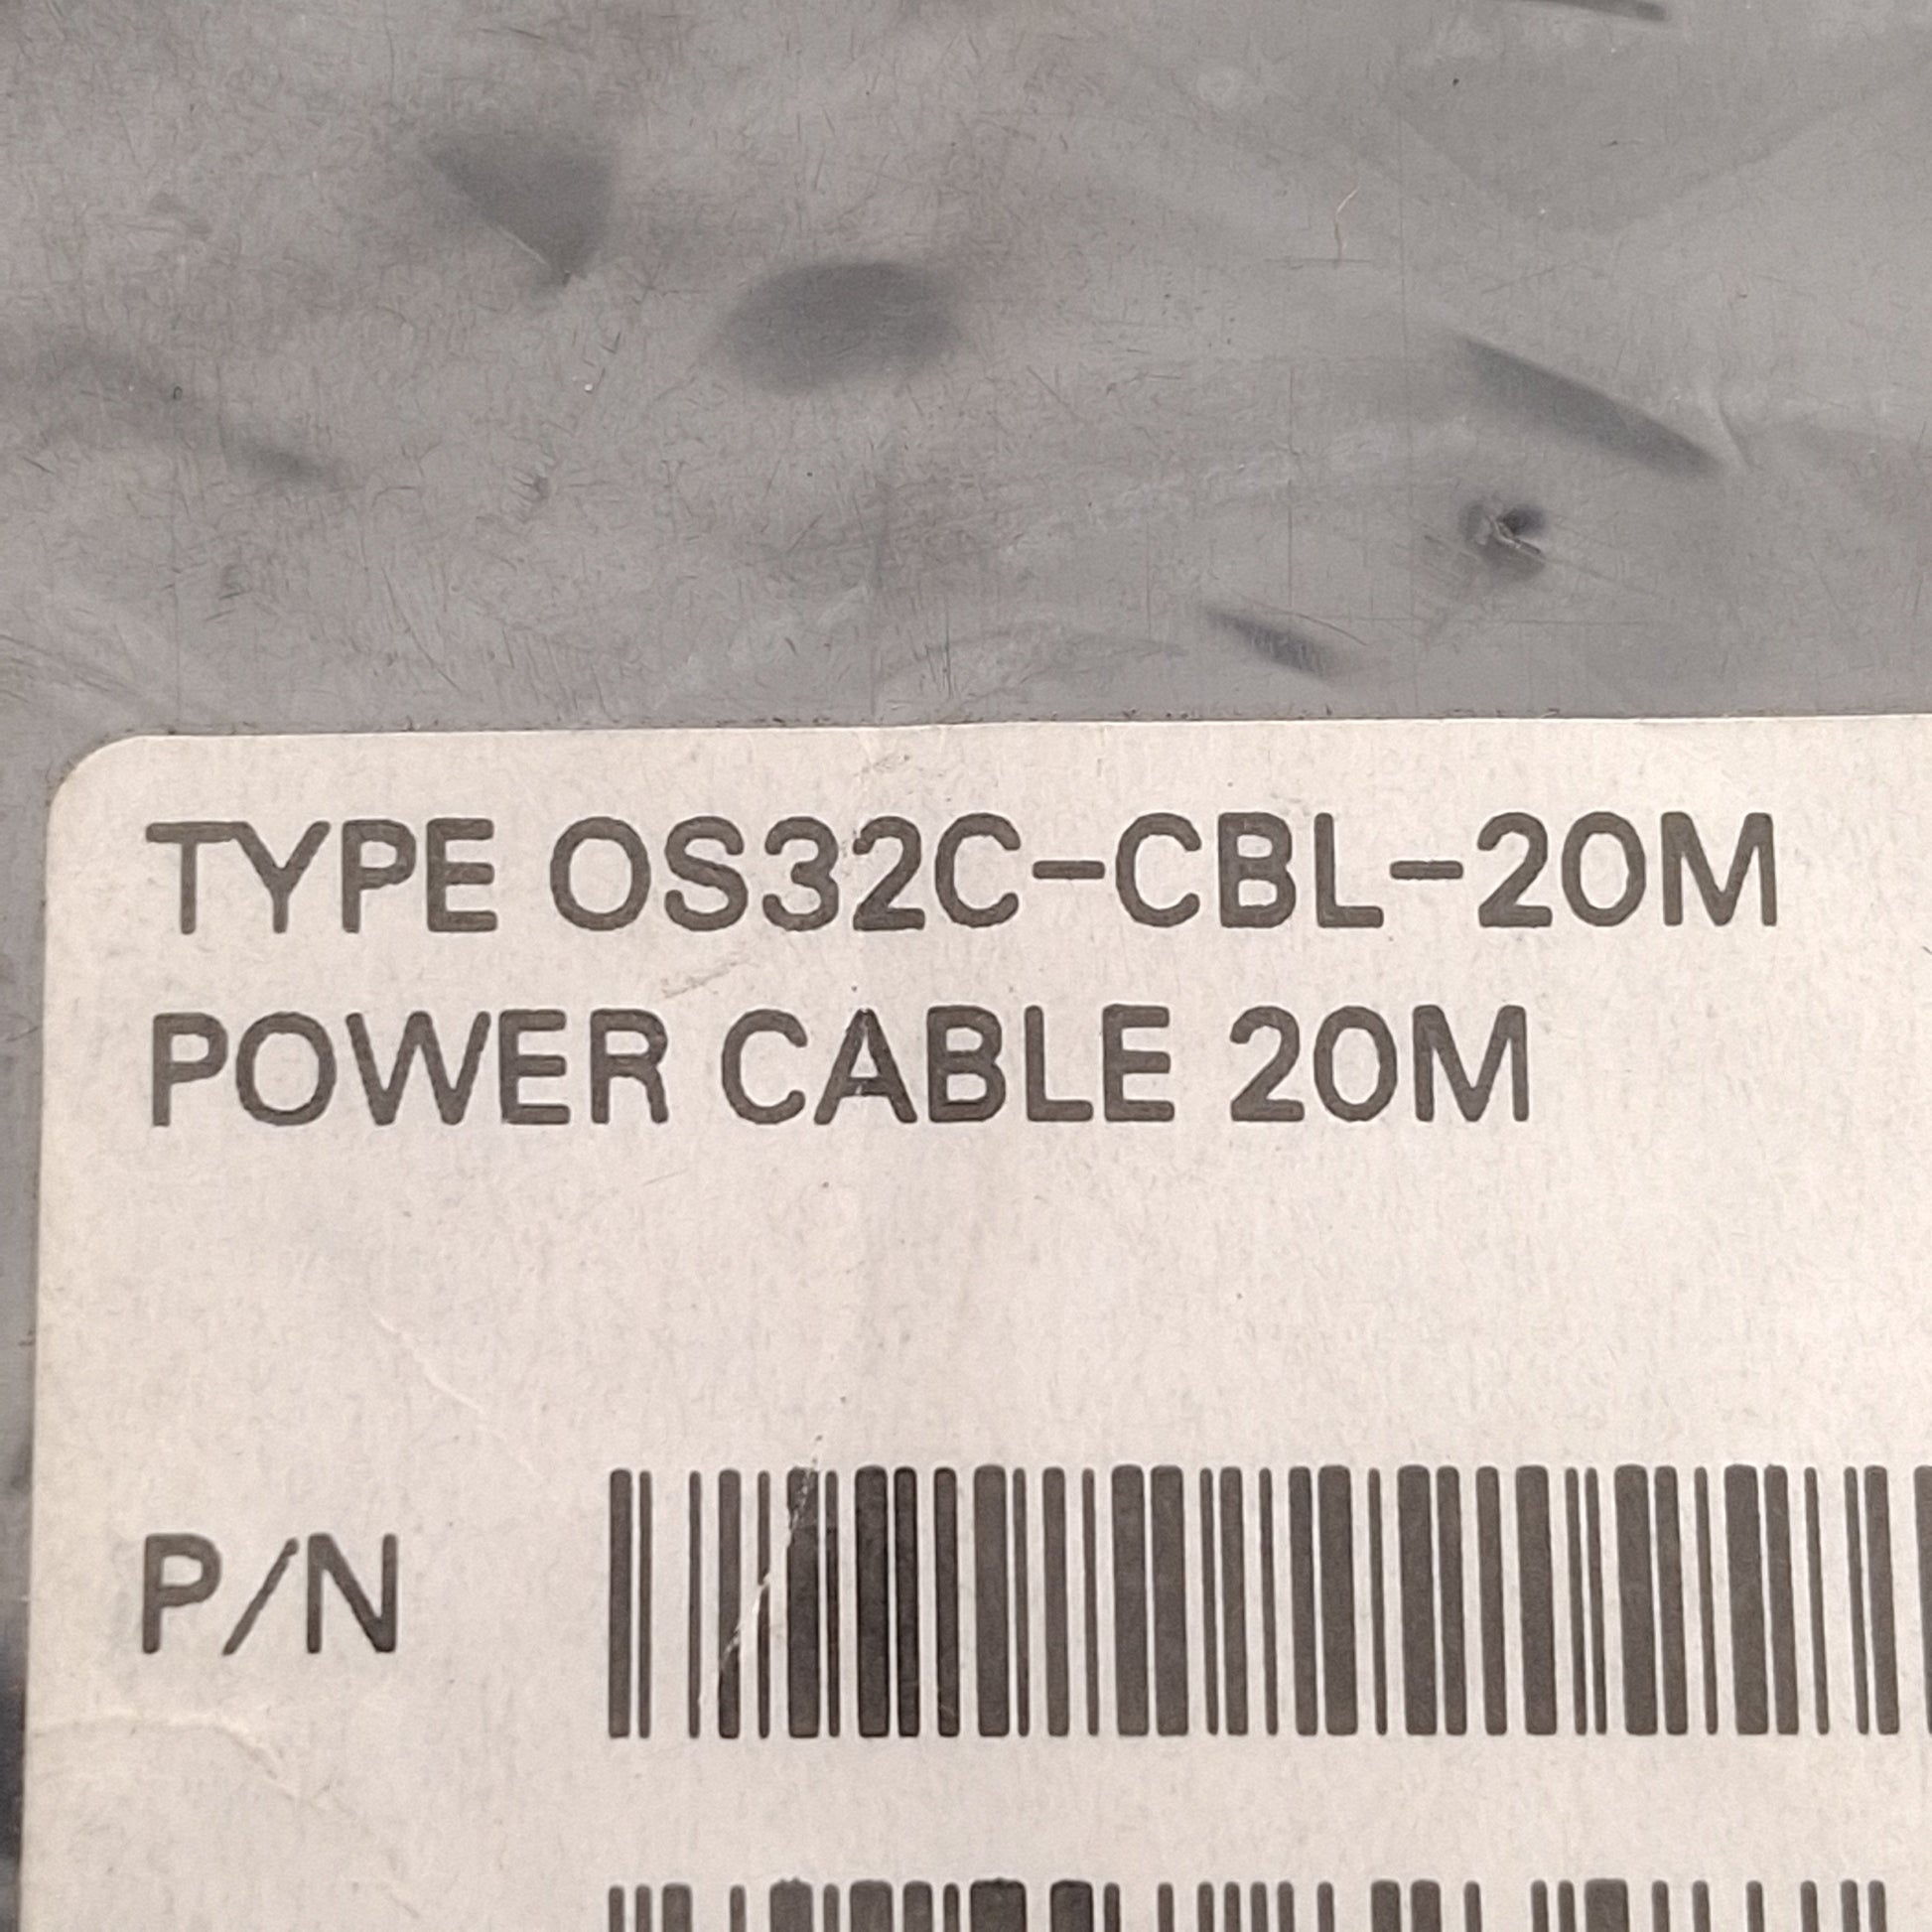 TYPE OS32C-CBL-20M
POWER CABLE 20M
P/N